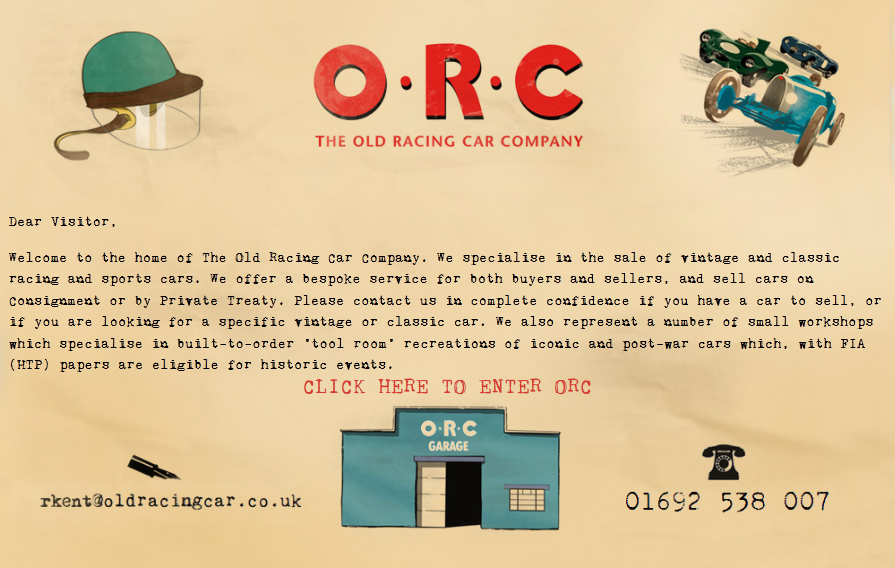 O·R·C
THE OLD RACING CAR COMPANY
Dear Visitor,
Welcome to the home of The Old Racing Car Company. We specialise in the sale of vintage and classic
racing and sports cars. We offer a bespoke service for both buyers and sellers, and sell cars on
Consignment or by Private Treaty. Please contact us in complete confidence if you have a car to sell, or
if you are looking for a specific vintage or classic car. We also represent a number of small workshops
which specialise in built-to-order "tool room" recreations of iconic and post-war cars which, with FIA
(HTP) papers are eligible for historic events.
CLICK HERE TO ENTER ORC
O·R·C
GARAGE
rkent@oldracingcar.co.uk
01692 538 007